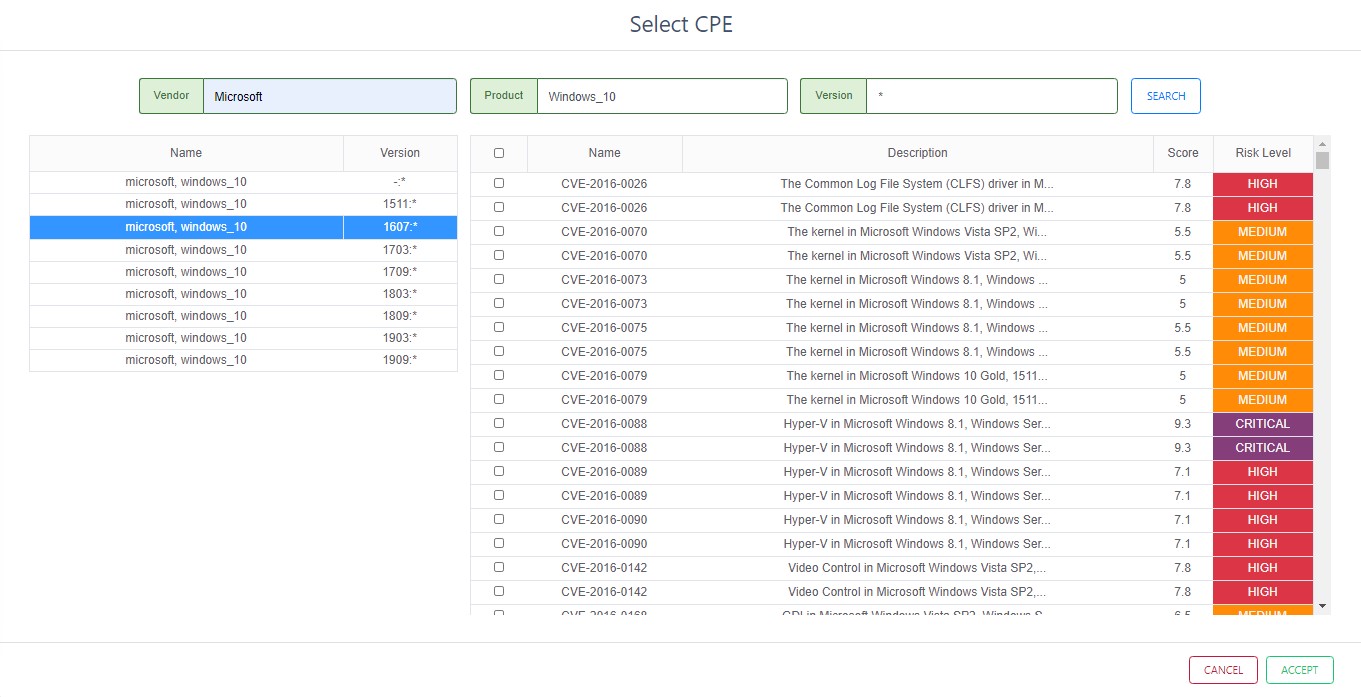 Select CPE
Vendor Microsoft Product Windows_10 Version * SEARCH
Name Version
microsoft, windows_10 -:*
microsoft, windows_10 1511:*
microsoft, windows_10 1607:*
microsoft, windows_10 1703:*
microsoft, windows_10 1709:*
microsoft, windows_10 1803:*
microsoft, windows_10 1809:*
microsoft, windows_10 1903:*
microsoft, windows_10 1909:*
Name Description Score Risk Level
CVE-2016-0026 The Common Log File System (CLFS) driver in M... 7.8 HIGH
CVE-2016-0026 The Common Log File System (CLFS) driver in M... 7.8 HIGH
CVE-2016-0070 The kernel in Microsoft Windows Vista SP2, Wi... 5.5 MEDIUM
CVE-2016-0070 The kernel in Microsoft Windows Vista SP2, Wi... 5.5 MEDIUM
CVE-2016-0073 The kernel in Microsoft Windows 8.1, Windows ... 5 MEDIUM
CVE-2016-0073 The kernel in Microsoft Windows 8.1, Windows ... 5 MEDIUM
CVE-2016-0075 The kernel in Microsoft Windows 8.1, Windows ... 5.5 MEDIUM
CVE-2016-0075 The kernel in Microsoft Windows 8.1, Windows ... 5.5 MEDIUM
CVE-2016-0079 The kernel in Microsoft Windows 10 Gold, 1511... 5 MEDIUM
CVE-2016-0079 The kernel in Microsoft Windows 10 Gold, 1511... 5 MEDIUM
CVE-2016-0088 Hyper-V in Microsoft Windows 8.1, Windows Ser... 9.3 CRITICAL
CVE-2016-0088 Hyper-V in Microsoft Windows 8.1, Windows Ser... 9.3 CRITICAL
CVE-2016-0089 Hyper-V in Microsoft Windows 8.1, Windows Ser... 7.1 HIGH
CVE-2016-0089 Hyper-V in Microsoft Windows 8.1, Windows Ser... 7.1 HIGH
CVE-2016-0090 Hyper-V in Microsoft Windows 8.1, Windows Ser... 7.1 HIGH
CVE-2016-0090 Hyper-V in Microsoft Windows 8.1, Windows Ser... 7.1 HIGH
CVE-2016-0142 Video Control in Microsoft Windows Vista SP2,... 7.8 HIGH
CVE-2016-0142 Video Control in Microsoft Windows Vista SP2,... 7.8 HIGH
GDI in Microsoft Windows Vista SP2, Windows S... MEDIUM
CANCEL ACCEPT